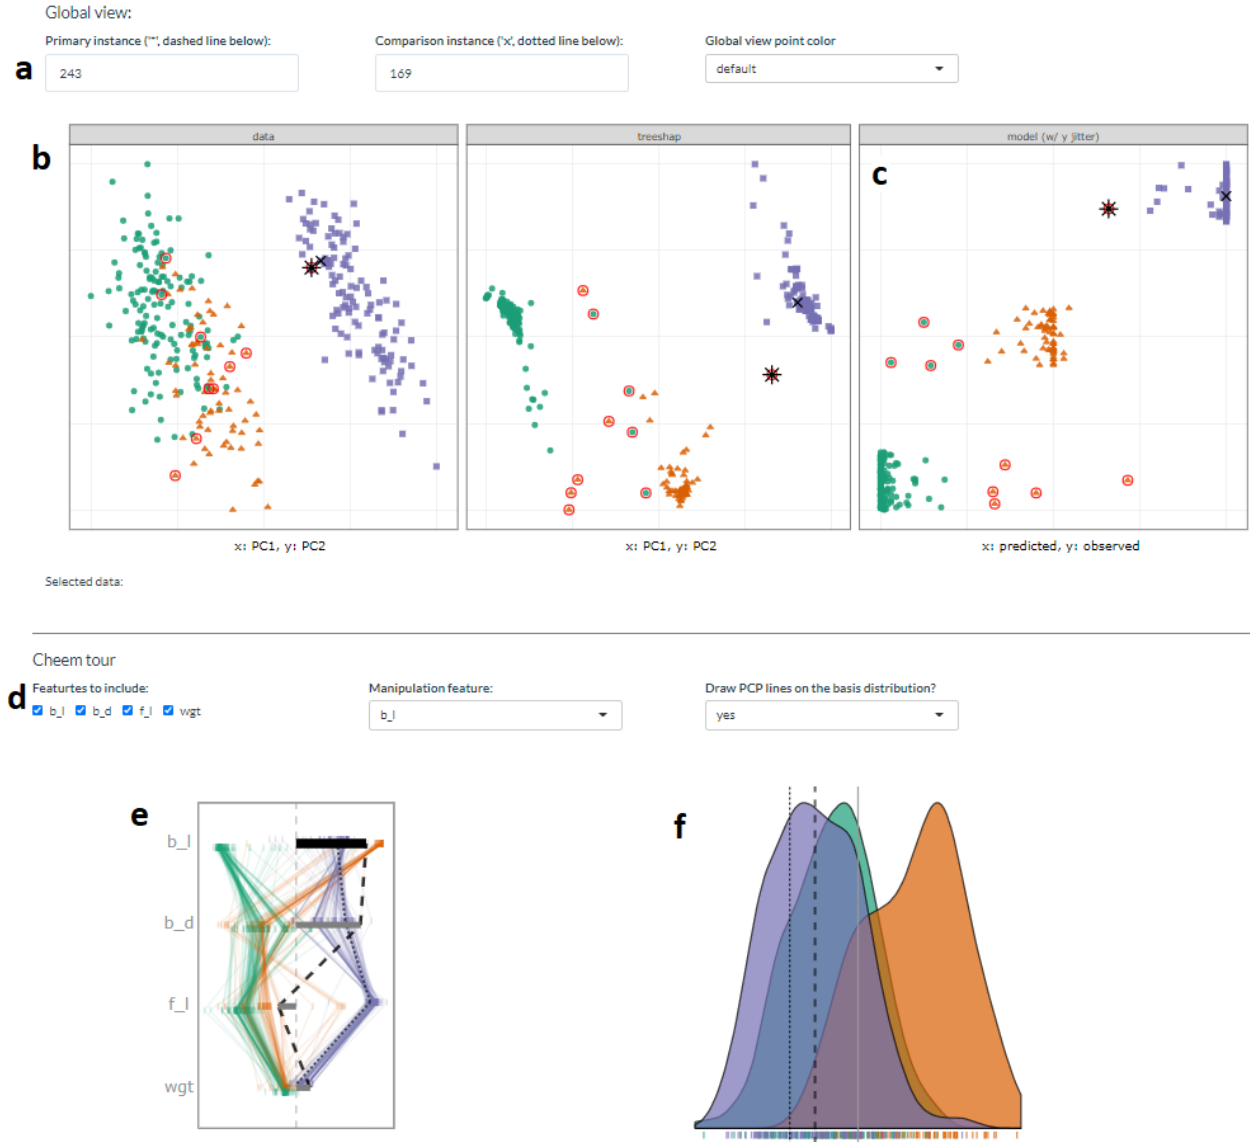 Global view:
Primary instance ('*', dashed line below):
Comparison instance ('x', dotted line below):
Global view point color
a
243
169
default
b
data
treeshap
model (w/ y jitter)
c
x: PC1, y: PC2
x: PC1, y: PC2
x: predicted, y: observed
Selected data:
Cheem tour
d
Featurtes to include:
Manipulation feature:
Draw PCP lines on the basis distribution?
b_l
b_d
f_l
wgt
b_l
yes
e
f
b_l
b_d
f_l
wgt